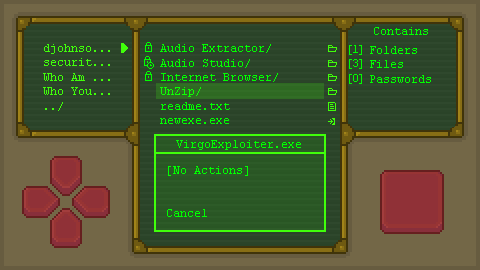 djohnso...
securit...
Who Am ...
Who You...
../
Audio Extractor/
Audio Studio/
Internet Browser/
UnZip/
readme.txt
newexe.exe
VirgoExploiter.exe
[No Actions]
Cancel
Contains
[1] Folders
[3] Files
[0] Passwords